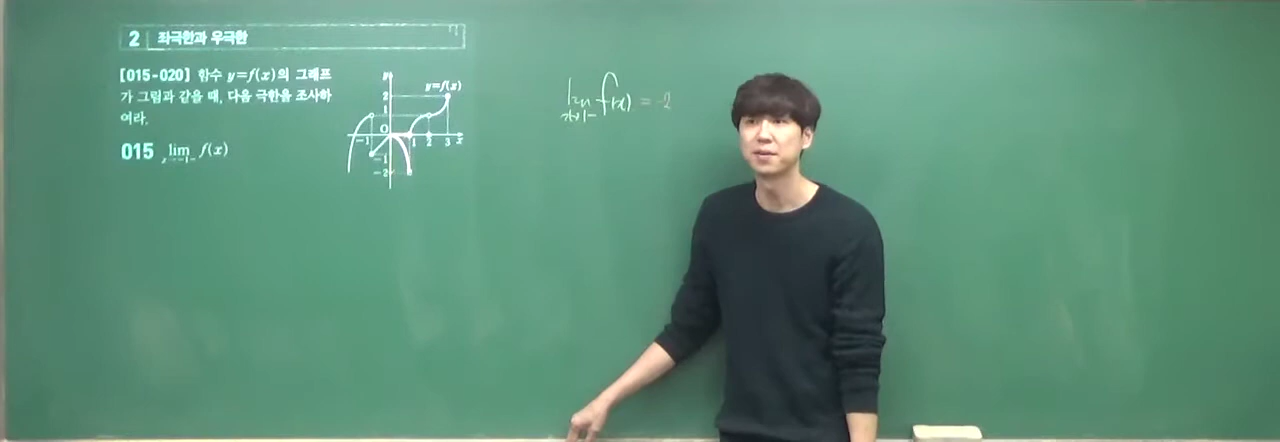 2 좌극한과 우극한
[015-020] 함수 y=f(x)의 그래프
가 그림과 같을 때, 다음 극한을 조사하
여라.
015 lim f(x)
x→-1-
y
y=f(x)
2
1
O
-1 1 2 3 x
-1
-2
lim f(x) = -2
x→1-